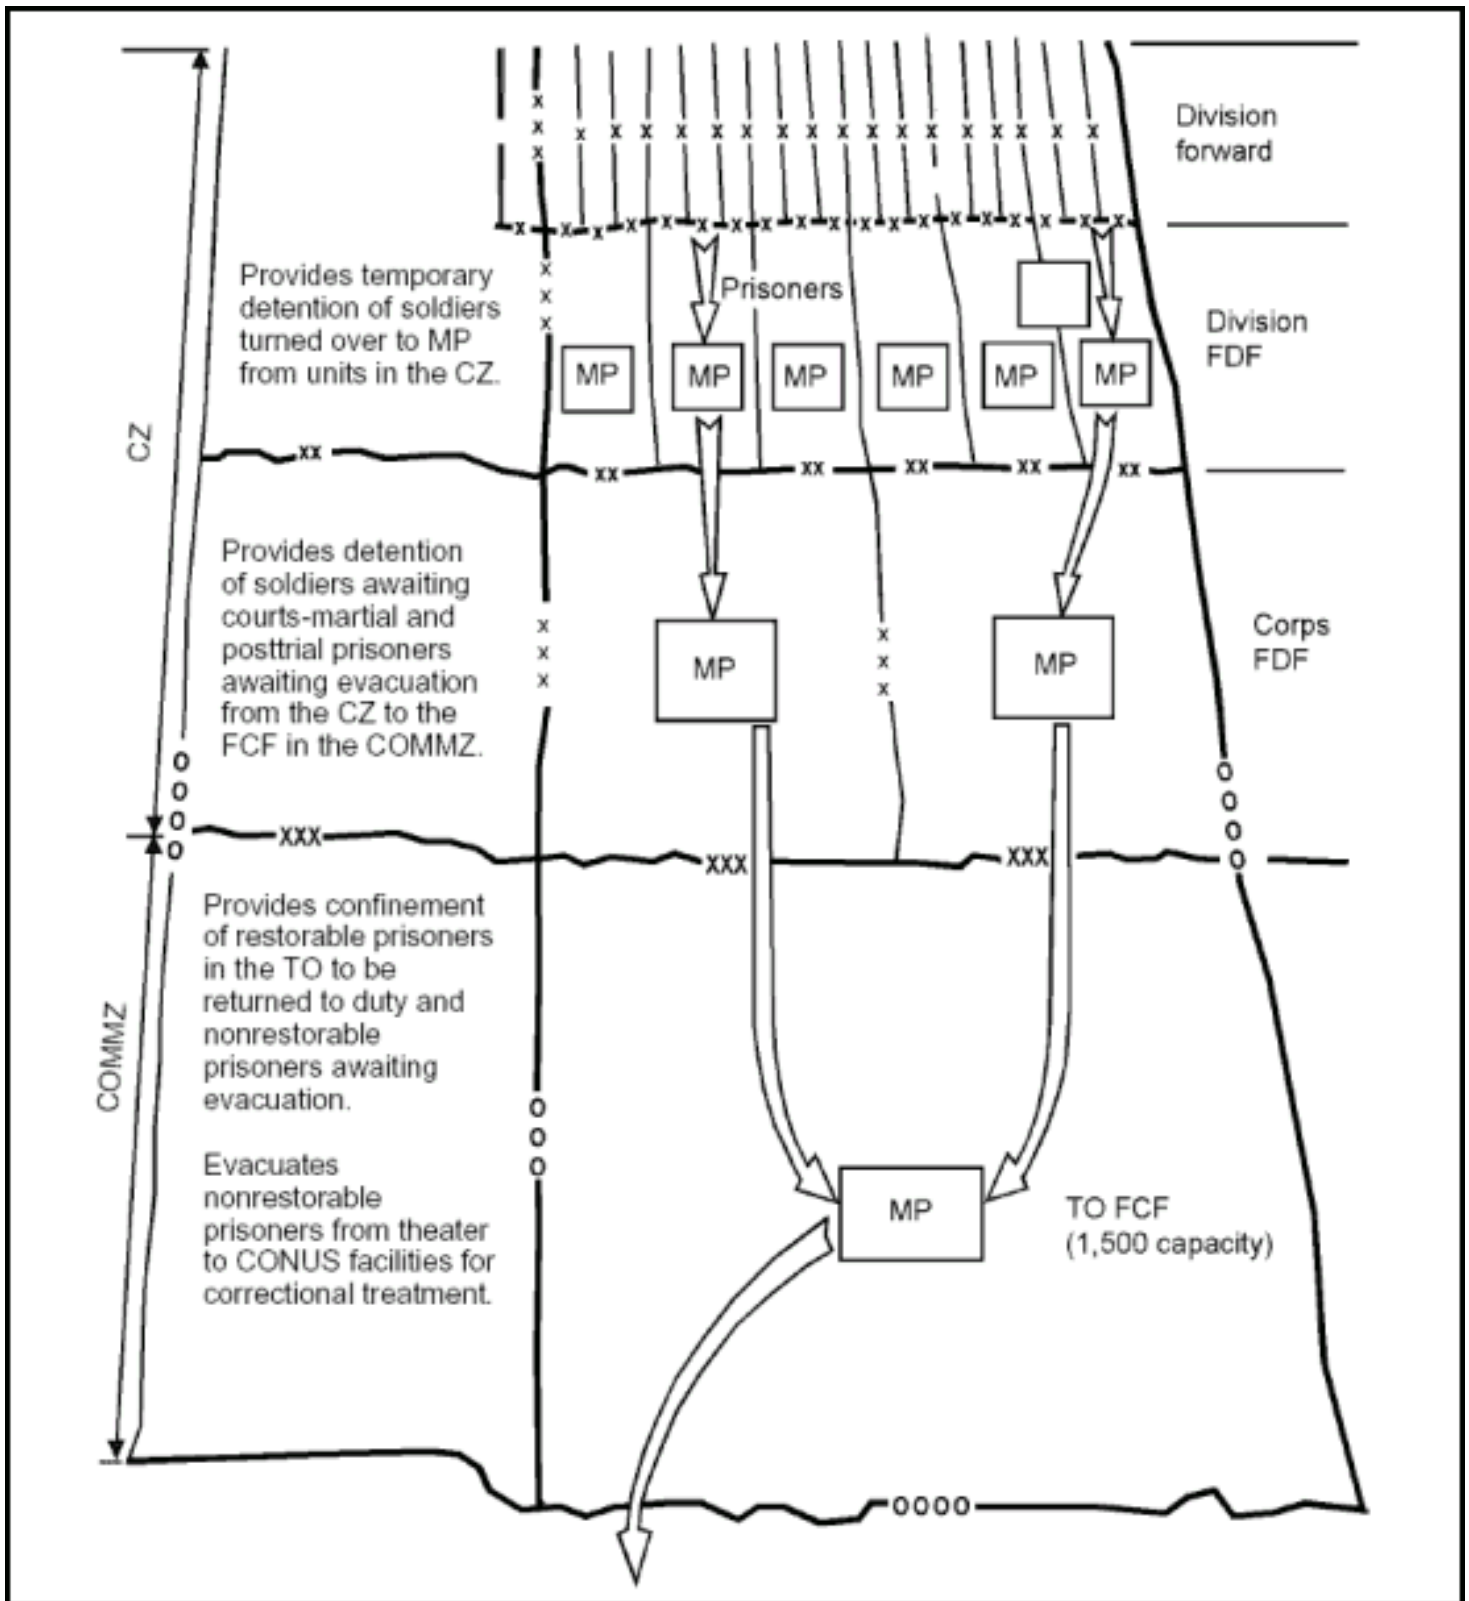 x x x
x x x x x x x x x x x x x x x x
Division
forward
x x x x x x x x x x x x x x x x x x
Provides temporary
detention of soldiers
turned over to MP
from units in the CZ.
x
x
x
Prisoners
Division
FDF
MP MP MP MP MP MP
CZ
xx xx xx xx xx xx
Provides detention
of soldiers awaiting
courts-martial and
posttrial prisoners
awaiting evacuation
from the CZ to the
FCF in the COMMZ.
x
x
x
x
x
x
MP MP
Corps
FDF
O
O
O
O
O
O
O
O
XXX XXX XXX
COMMZ
Provides confinement
of restorable prisoners
in the TO to be
returned to duty and
nonrestorable
prisoners awaiting
evacuation.
O
O
O
Evacuates
nonrestorable
prisoners from theater
to CONUS facilities for
correctional treatment.
MP
TO FCF
(1,500 capacity)
OOOO